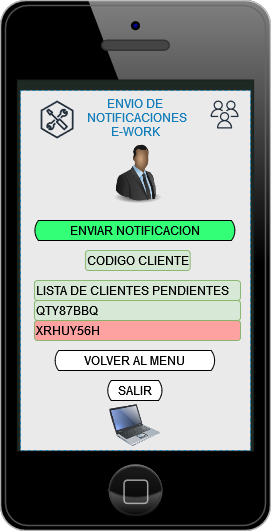 ENVIO DE
NOTIFICACIONES
E-WORK
ENVIAR NOTIFICACION
CODIGO CLIENTE
LISTA DE CLIENTES PENDIENTES
QTY87BBQ
XRHUY56H
VOLVER AL MENU
SALIR